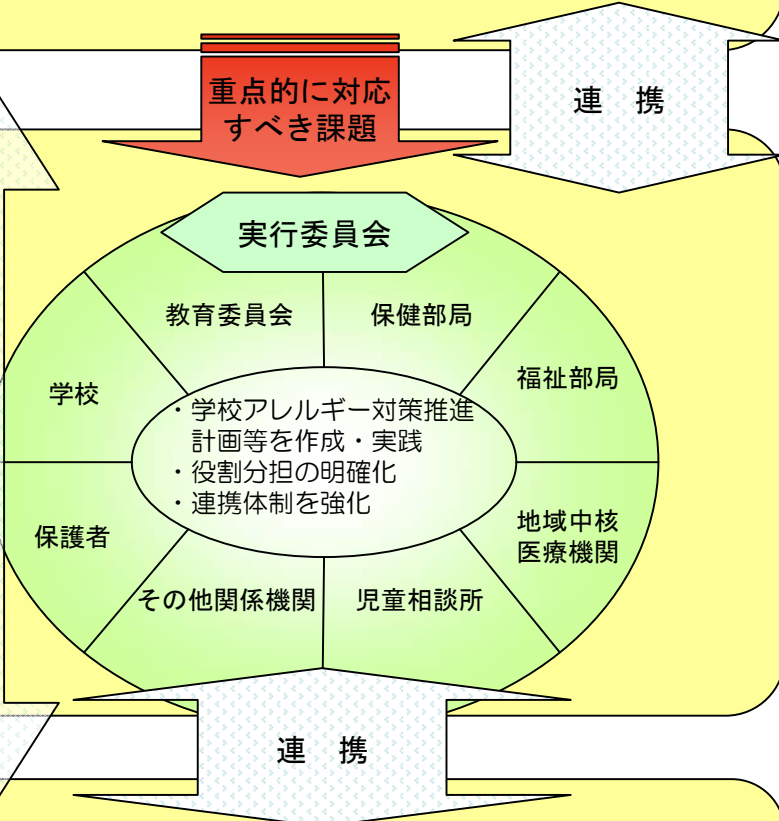 重点的に対応
すべき課題
連　携
実行委員会
教育委員会
保健部局
学校
福祉部局
・学校アレルギー対策推進
計画等を作成・実践
・役割分担の明確化
・連携体制を強化
保護者
地域中核
医療機関
その他関係機関
児童相談所
連　携